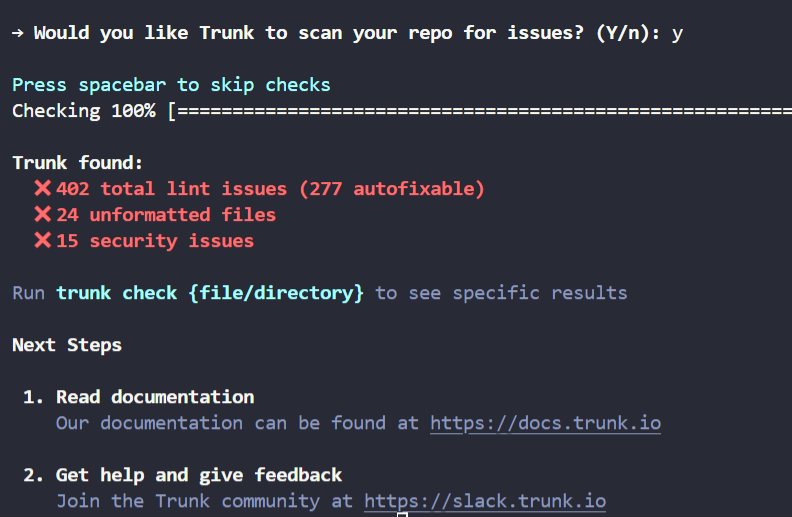 → Would you like Trunk to scan your repo for issues? (Y/n): y
Press spacebar to skip checks
Checking 100% [========================================================
Trunk found:
❌ 402 total lint issues (277 autofixable)
❌ 24 unformatted files
❌ 15 security issues
Run trunk check {file/directory} to see specific results
Next Steps
1. Read documentation
Our documentation can be found at https://docs.trunk.io
2. Get help and give feedback
Join the Trunk community at https://slack.trunk.io